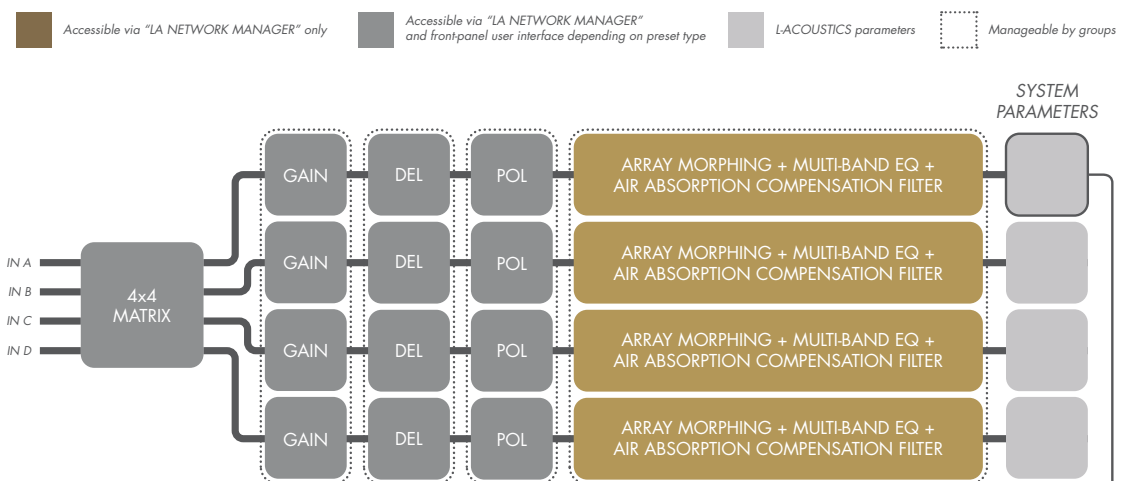 Accessible via “LA NETWORK MANAGER” only
Accessible via “LA NETWORK MANAGER”
and front-panel user interface depending on preset type
L-ACOUSTICS parameters
Manageable by groups
SYSTEM
PARAMETERS
GAIN
DEL
POL
ARRAY MORPHING + MULTI-BAND EQ +
AIR ABSORPTION COMPENSATION FILTER
IN A
IN B
IN C
IN D
4x4
MATRIX
GAIN
DEL
POL
ARRAY MORPHING + MULTI-BAND EQ +
AIR ABSORPTION COMPENSATION FILTER
GAIN
DEL
POL
ARRAY MORPHING + MULTI-BAND EQ +
AIR ABSORPTION COMPENSATION FILTER
GAIN
DEL
POL
ARRAY MORPHING + MULTI-BAND EQ +
AIR ABSORPTION COMPENSATION FILTER